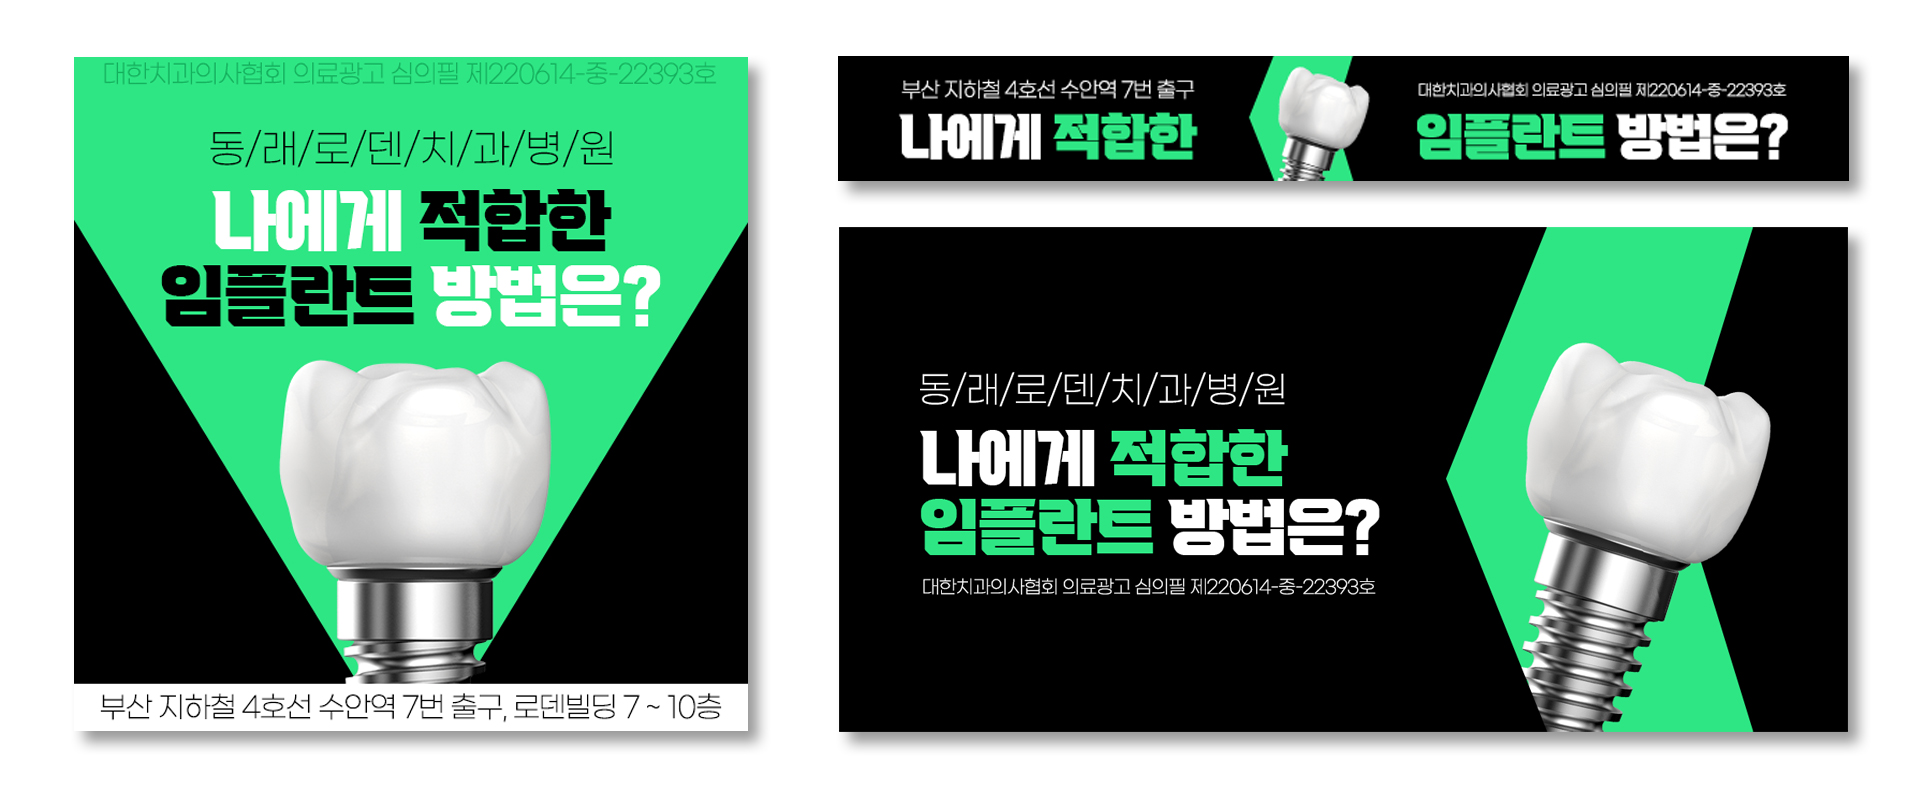 대한치과의사협회 의료광고 심의필 제220614-중-22393호
동/래/로/덴/치/과/병/원
나에게 적합한
임플란트 방법은?
부산 지하철 4호선 수안역 7번 출구, 로덴빌딩 7 ~ 10층
부산 지하철 4호선 수안역 7번 출구
나에게 적합한
대한치과의사협회 의료광고 심의필 제220614-중-22393호
임플란트 방법은?
동/래/로/덴/치/과/병/원
나에게 적합한
임플란트 방법은?
대한치과의사협회 의료광고 심의필 제220614-중-22393호